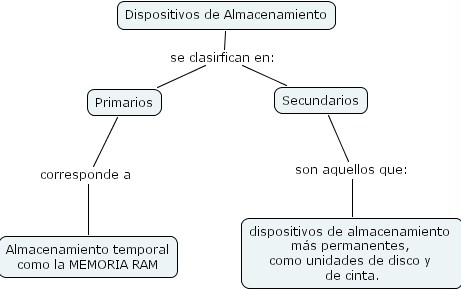 Dispositivos de Almacenamiento
se clasirfican en:
Primarios
Secundarios
corresponde a
son aquellos que:
Almacenamiento temporal
como la MEMORIA RAM
dispositivos de almacenamiento
más permanentes,
como unidades de disco y
de cinta.